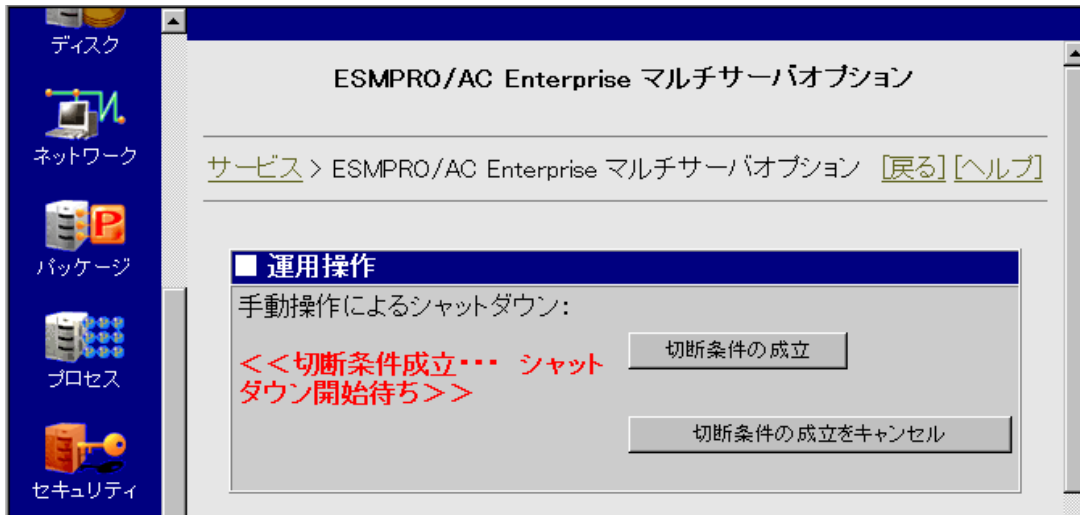 ディスク
ネットワーク
パッケージ
プロセス
セキュリティ
ESMPRO/AC Enterprise マルチサーバオプション
サービス > ESMPRO/AC Enterprise マルチサーバオプション [戻る] [ヘルプ]
■ 運用操作
手動操作によるシャットダウン:
<<切断条件成立・・・ シャット
ダウン開始待ち>>
切断条件の成立
切断条件の成立をキャンセル